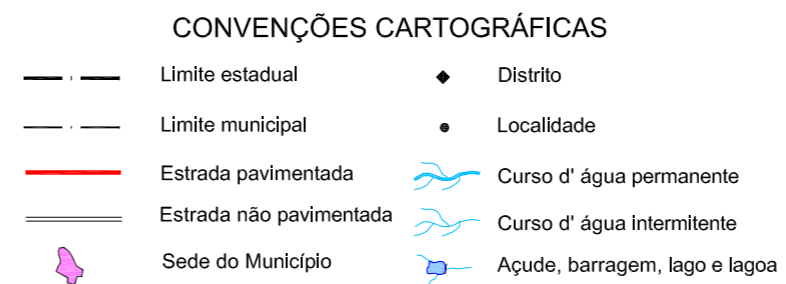 CONVENÇÕES CARTOGRÁFICAS
Limite estadual
Limite municipal
Estrada pavimentada
Estrada não pavimentada
Sede do Município
Distrito
Localidade
Curso d' água permanente
Curso d' água intermitente
Açude, barragem, lago e lagoa